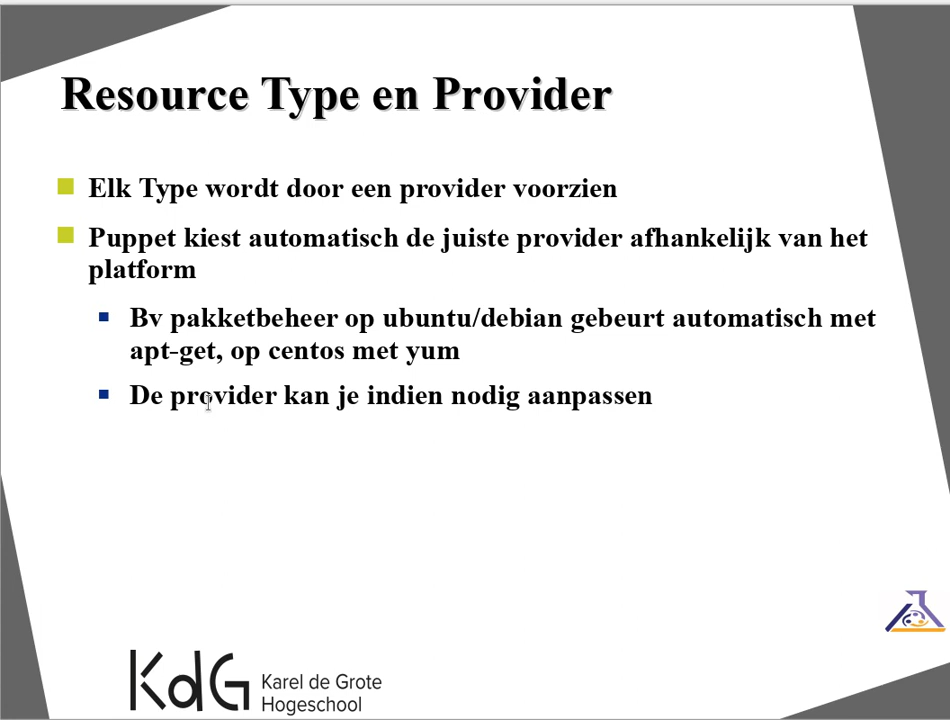 Resource Type en Provider
Elk Type wordt door een provider voorzien
Puppet kiest automatisch de juiste provider afhankelijk van het
platform
Bv pakketbeheer op ubuntu/debian gebeurt automatisch met
apt-get, op centos met yum
De provider kan je indien nodig aanpassen
KdG Karel de Grote
Hogeschool